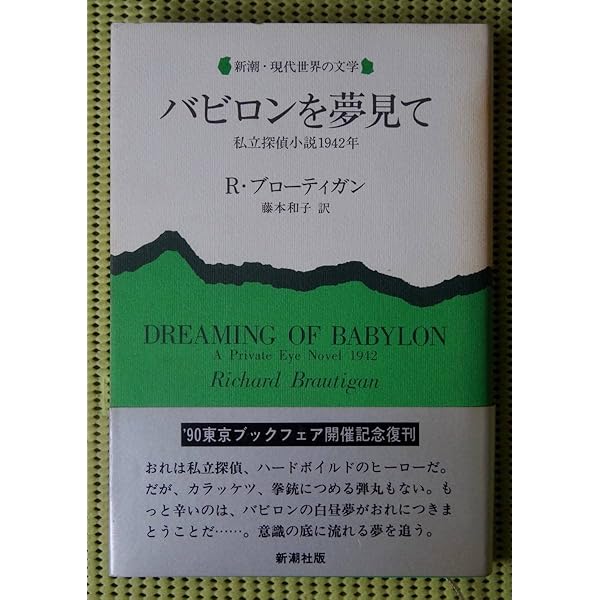 新潮・現代世界の文学
バビロンを夢見て
私立探偵小説1942年
R・ブローティガン
藤本和子 訳
DREAMING OF BABYLON
A Private Eye Novel 1942
Richard Brautigan
'90東京ブックフェア開催記念復刊
おれは私立探偵、ハードボイルドのヒーローだ。
だが、カラッケツ、拳銃につめる弾丸もない。も
っと辛いのは、バビロンの白昼夢がおれにつきま
とうことだ……。意識の底に流れる夢を追う。
新潮社版